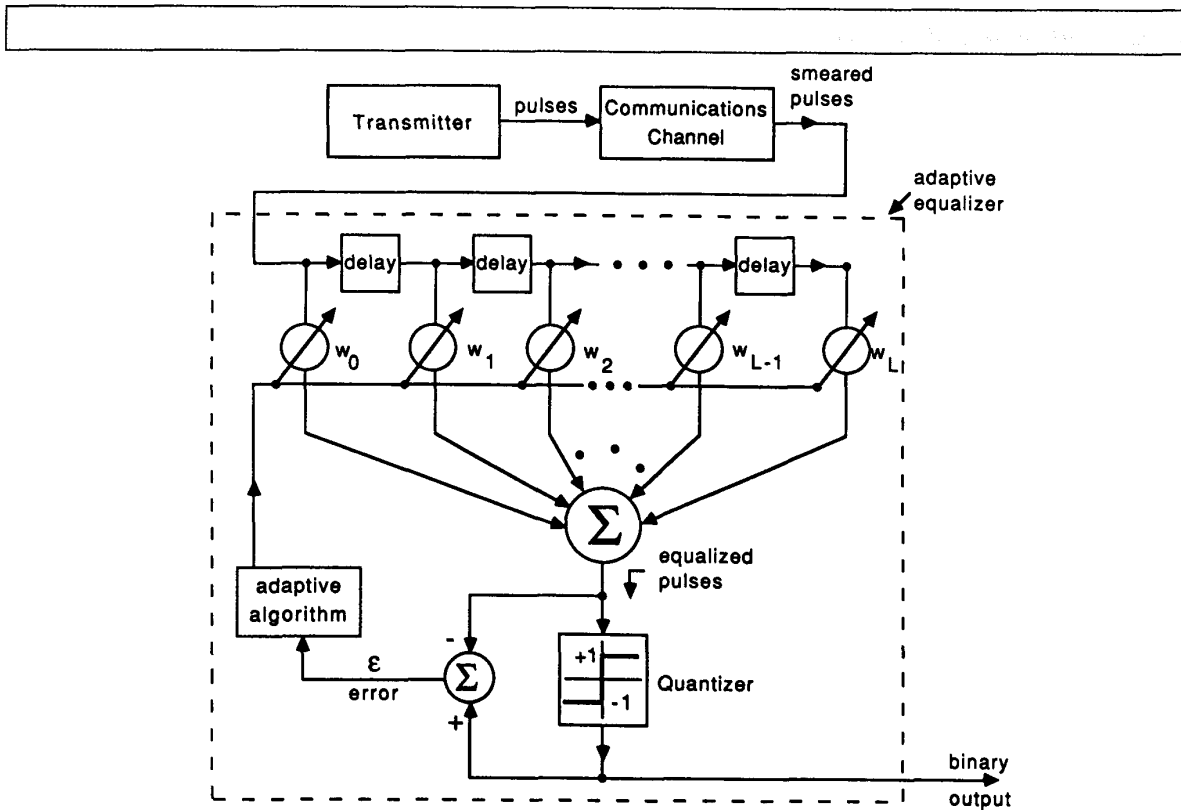 smeared
pulses
Transmitter
pulses
Communications
Channel
adaptive
equalizer
delay
delay
delay
w0
w1
w2
wL-1
wL
Σ
equalized
pulses
adaptive
algorithm
-
Σ
+
ε
error
+1
-1
Quantizer
binary
output